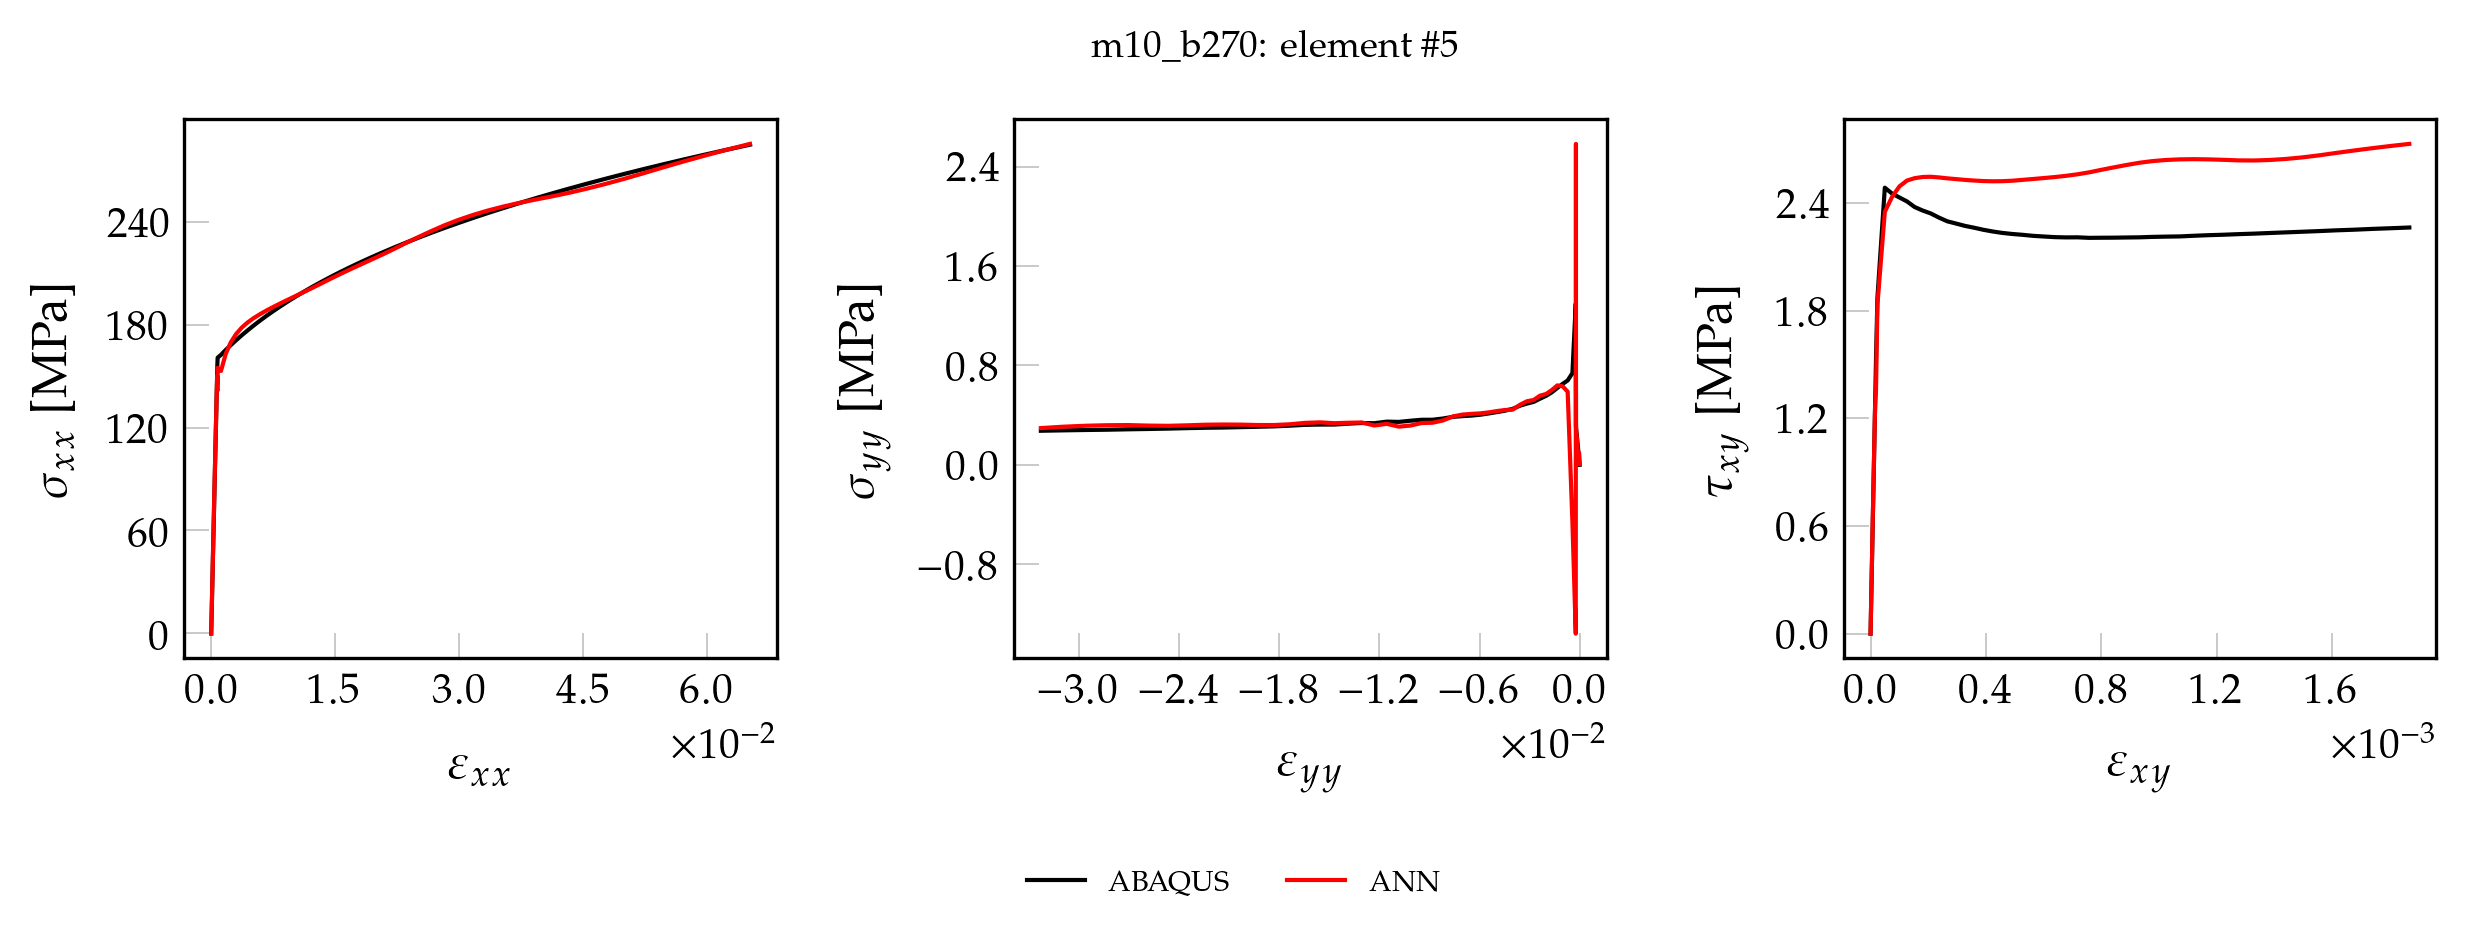 m10_b270: element #5
σxx [MPa]
240
180
120
60
0
0.0 1.5 3.0 4.5 6.0
×10−2
εxx
σyy [MPa]
2.4
1.6
0.8
0.0
−0.8
−3.0 −2.4 −1.8 −1.2 −0.6 0.0
×10−2
εyy
τxy [MPa]
2.4
1.8
1.2
0.6
0.0
0.0 0.4 0.8 1.2 1.6
×10−3
εxy
ABAQUS ANN